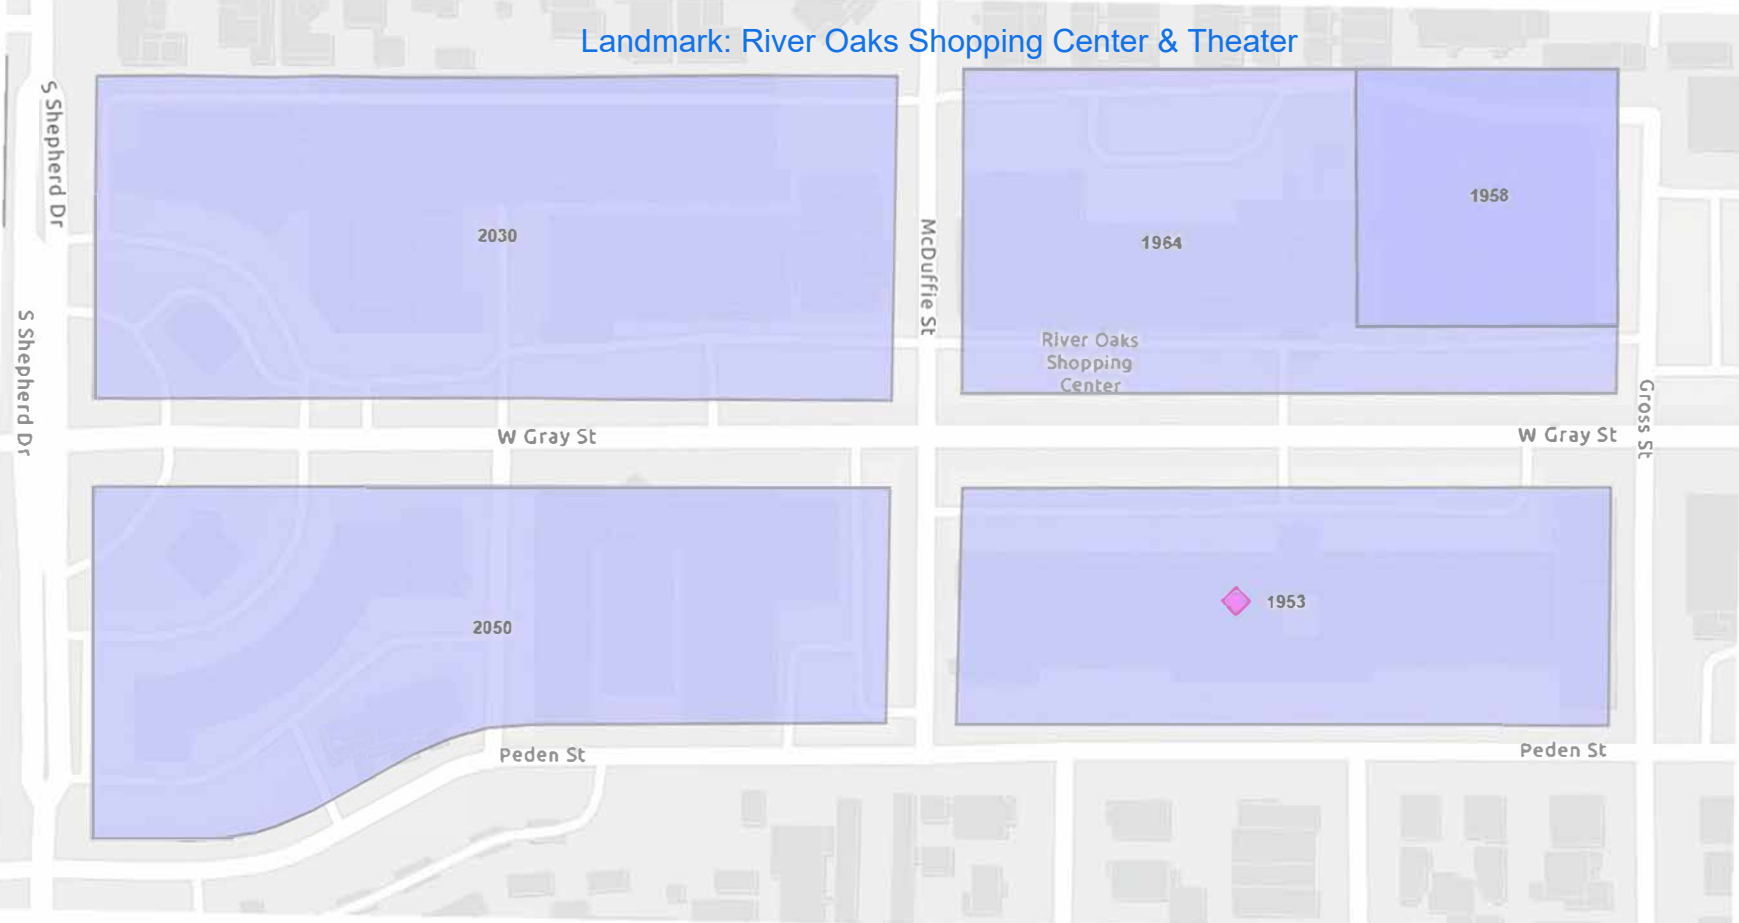 Landmark: River Oaks Shopping Center & Theater
S Shepherd Dr
1958
2030
1964
McDuffie St
River Oaks
Shopping
Center
S Shepherd Dr
Gross St
W Gray St
W Gray St
1953
2050
Peden St
Peden St